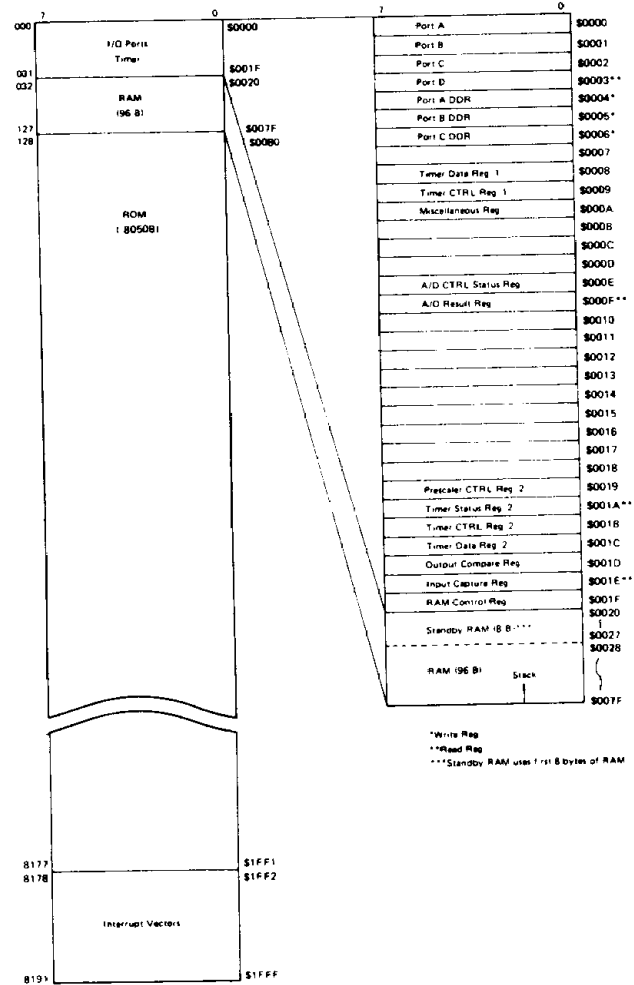 7 0
000 $0000
I/O Ports
Timer
031 $001F
032 $0020
RAM
(96 B)
127 $007F
128 $0080
ROM
( 8050B)
8177 $1FF1
8178 $1FF2
Interrupt Vectors
8191 $1FFF
7 0
Port A $0000
Port B $0001
Port C $0002
Port D $0003**
Port A DDR $0004*
Port B DDR $0005*
Port C DDR $0006*
$0007
Timer Data Reg 1 $0008
Timer CTRL Reg 1 $0009
Miscellaneous Reg $000A
$000B
$000C
$000D
A/D CTRL Status Reg $000E
A/D Result Reg $000F**
$0010
$0011
$0012
$0013
$0014
$0015
$0016
$0017
$0018
Prescaler CTRL Reg 2 $0019
Timer Status Reg 2 $001A**
Timer CTRL Reg 2 $001B
Timer Data Reg 2 $001C
Output Compare Reg $001D
Input Capture Reg $001E**
RAM Control Reg $001F
$0020
Standby RAM (8 B)***
$0027
$0028
RAM (96 B) Stack
$007F
*Write Reg
**Read Reg
***Standby RAM uses first 8 bytes of RAM